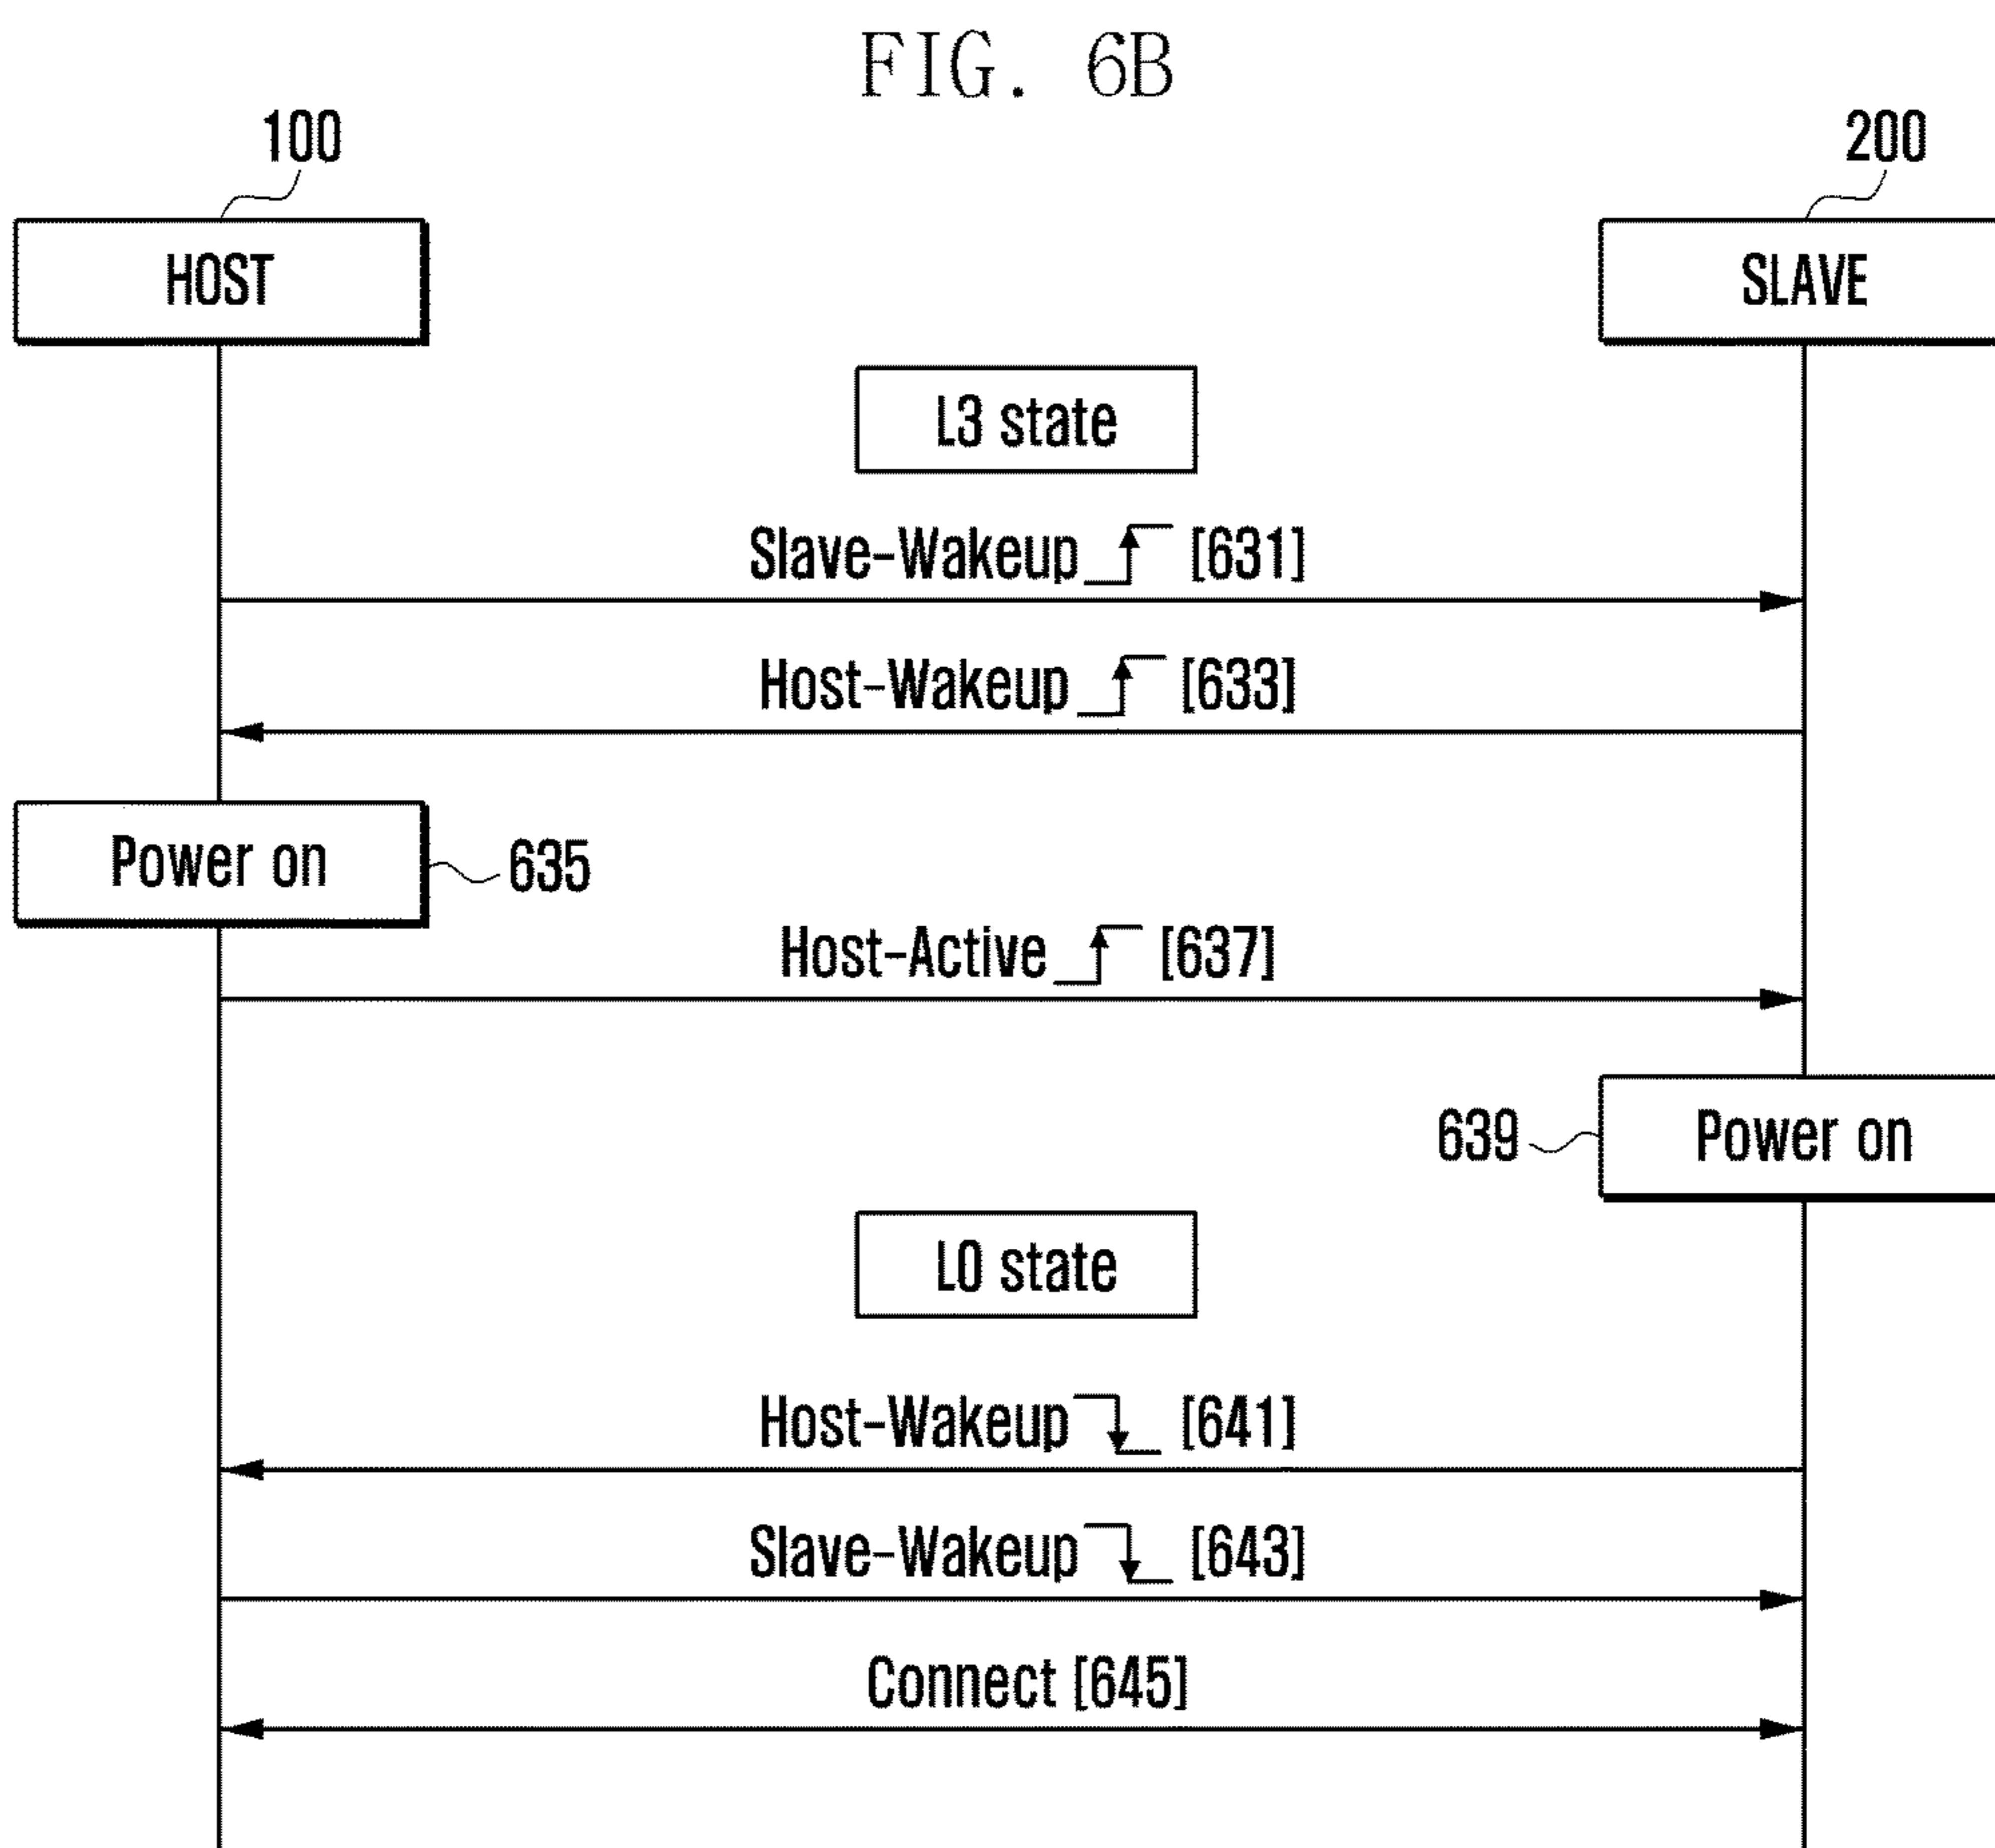 FIG. 6B
100
200
HOST
SLAVE
L3 state
Slave-Wakeup [631]
Host-Wakeup [633]
Power on
635
Host-Active [637]
639
Power on
L0 state
Host-Wakeup [641]
Slave-Wakeup [643]
Connect [645]